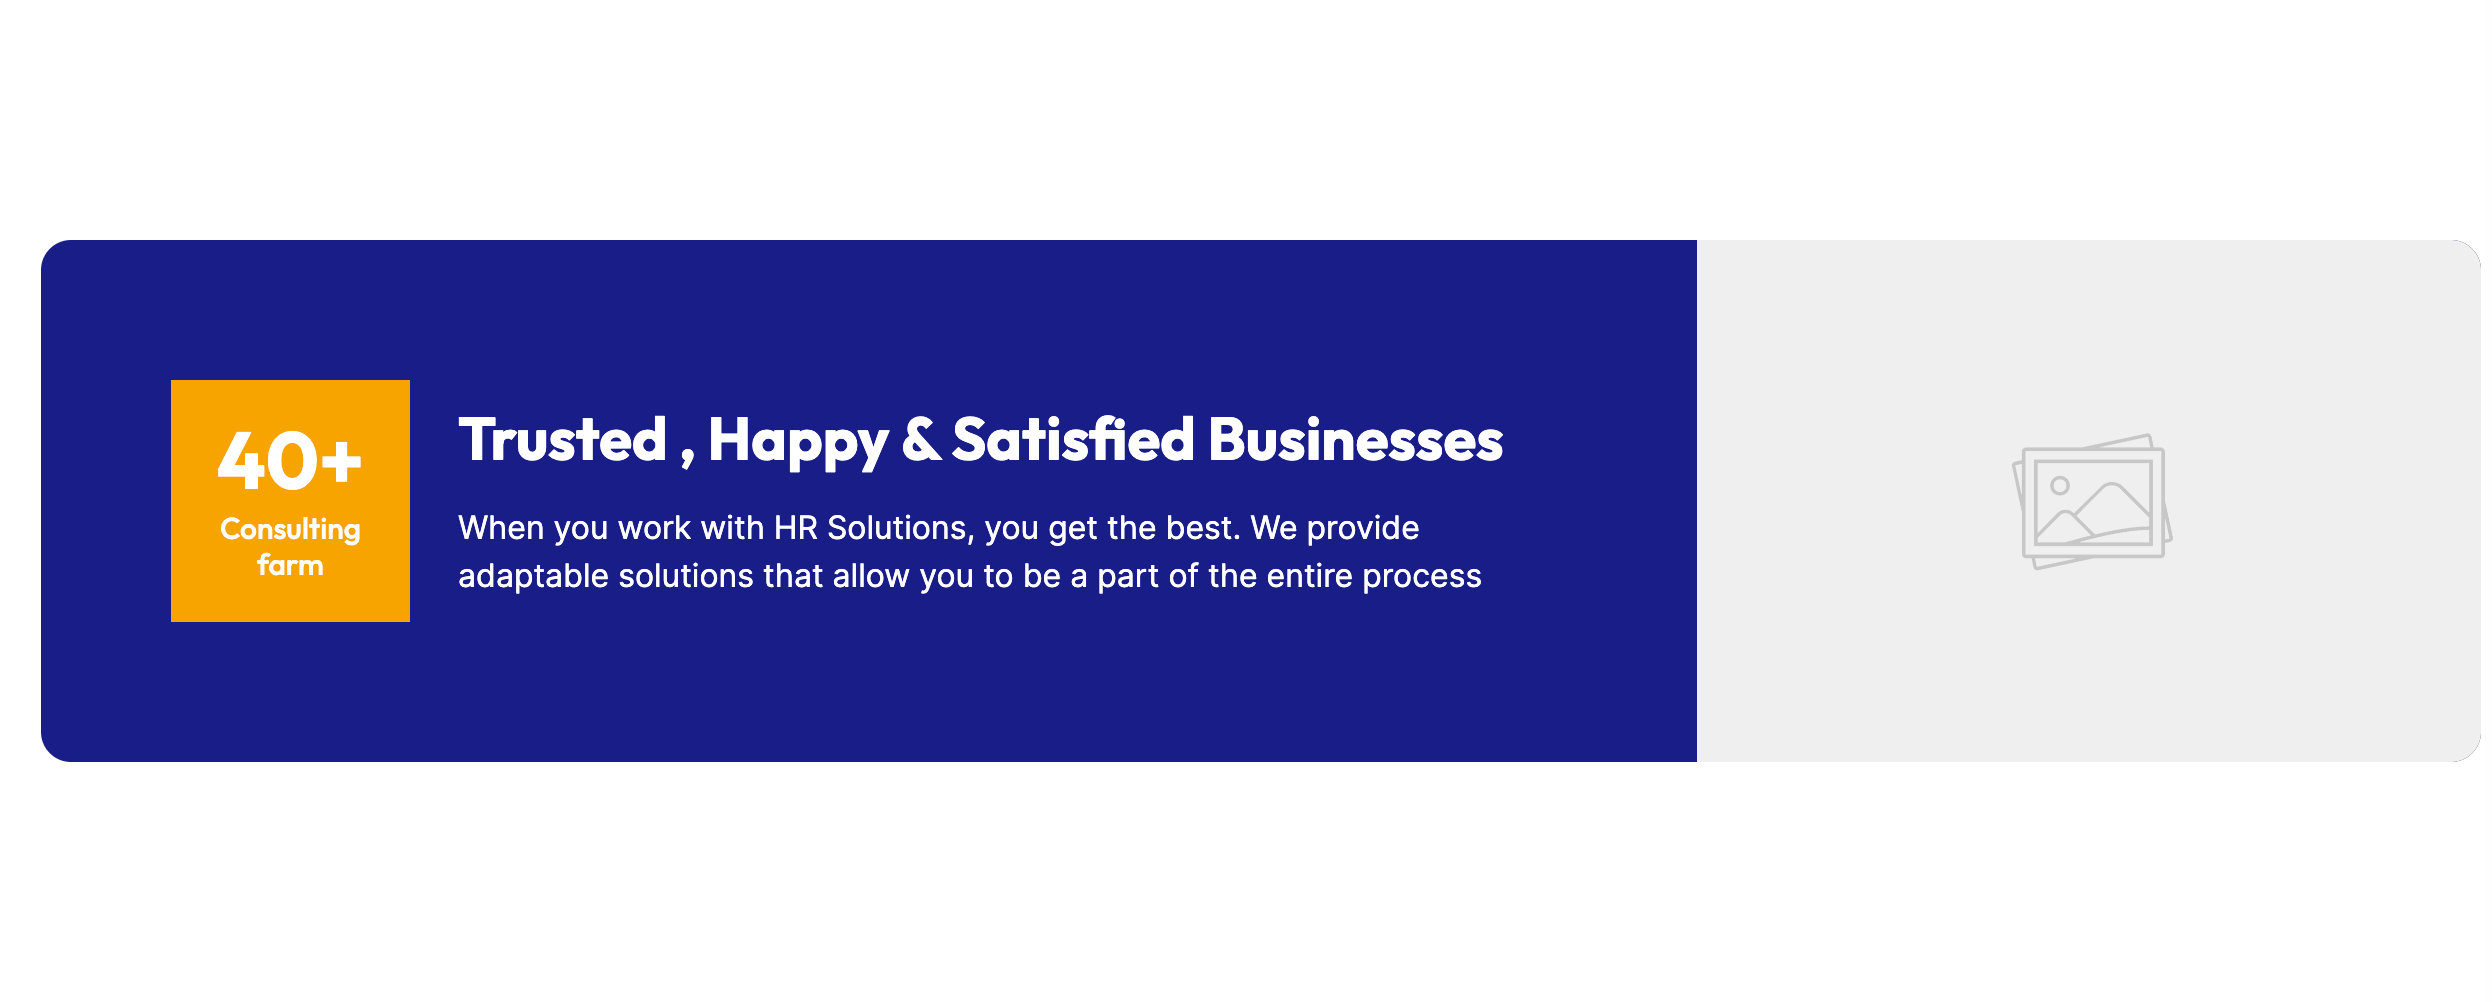 40+
Consulting
farm
Trusted , Happy & Satisfied Businesses
When you work with HR Solutions, you get the best. We provide
adaptable solutions that allow you to be a part of the entire process